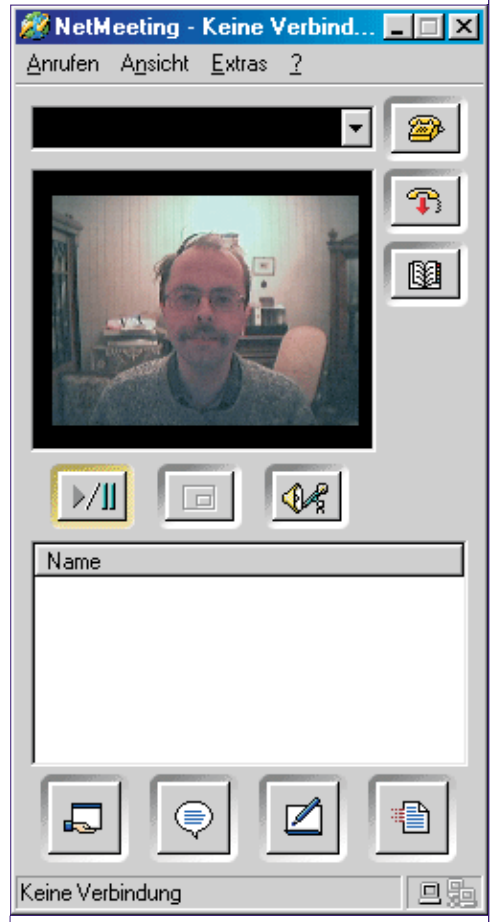 NetMeeting - Keine Verbind...
Anrufen Ansicht Extras ?
Name
Keine Verbindung